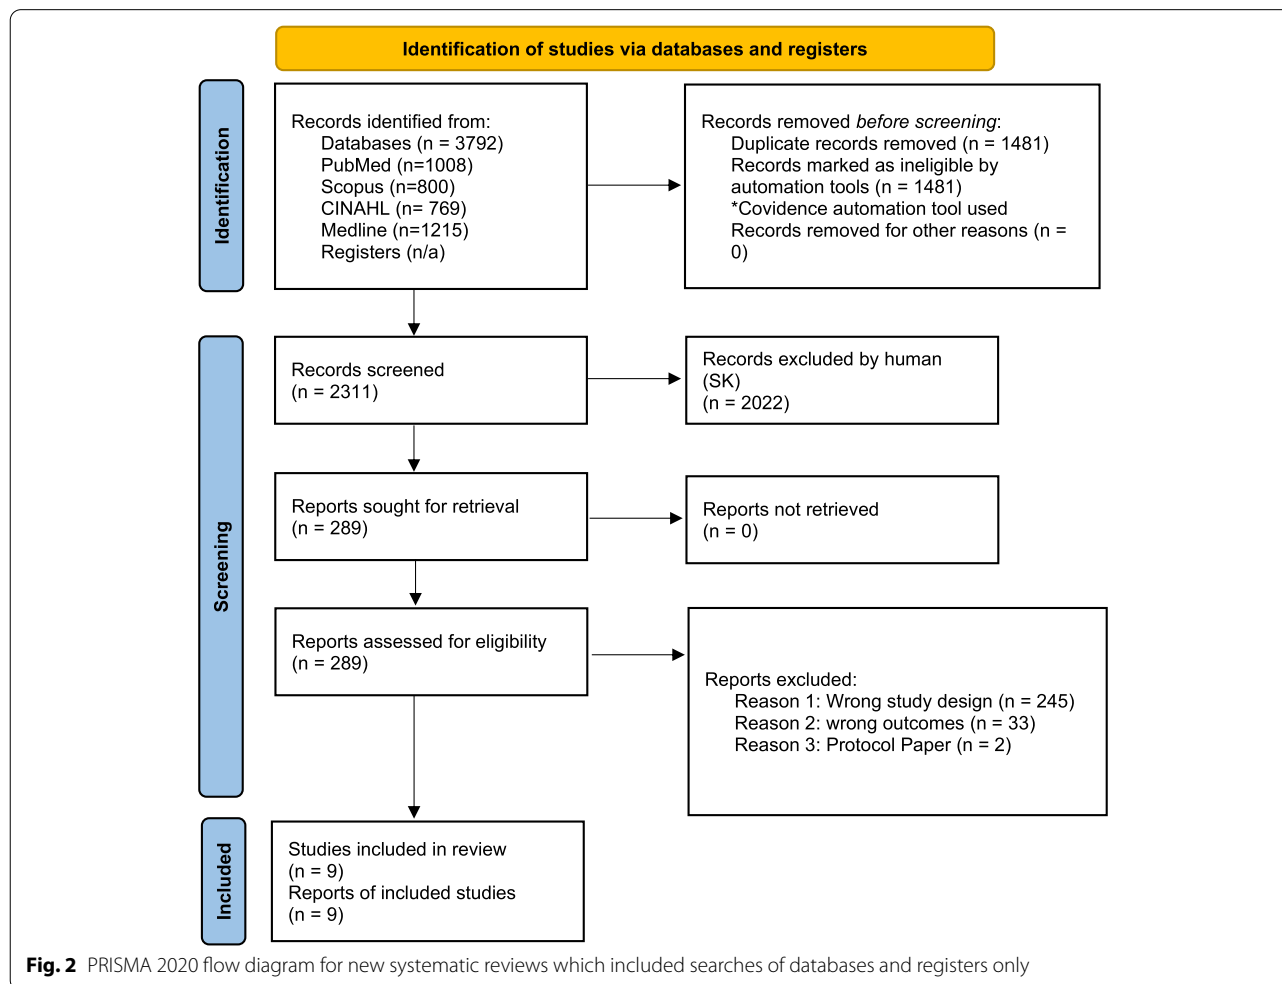 Identification of studies via databases and registers
Identification
Records identified from:
Databases (n = 3792)
PubMed (n=1008)
Scopus (n=800)
CINAHL (n= 769)
Medline (n=1215)
Registers (n/a)
Records removed before screening:
Duplicate records removed (n = 1481)
Records marked as ineligible by
automation tools (n = 1481)
*Covidence automation tool used
Records removed for other reasons (n =
0)
Screening
Records screened
(n = 2311)
Records excluded by human
(SK)
(n = 2022)
Reports sought for retrieval
(n = 289)
Reports not retrieved
(n = 0)
Reports assessed for eligibility
(n = 289)
Reports excluded:
Reason 1: Wrong study design (n = 245)
Reason 2: wrong outcomes (n = 33)
Reason 3: Protocol Paper (n = 2)
Included
Studies included in review
(n = 9)
Reports of included studies
(n = 9)
Fig. 2 PRISMA 2020 flow diagram for new systematic reviews which included searches of databases and registers only